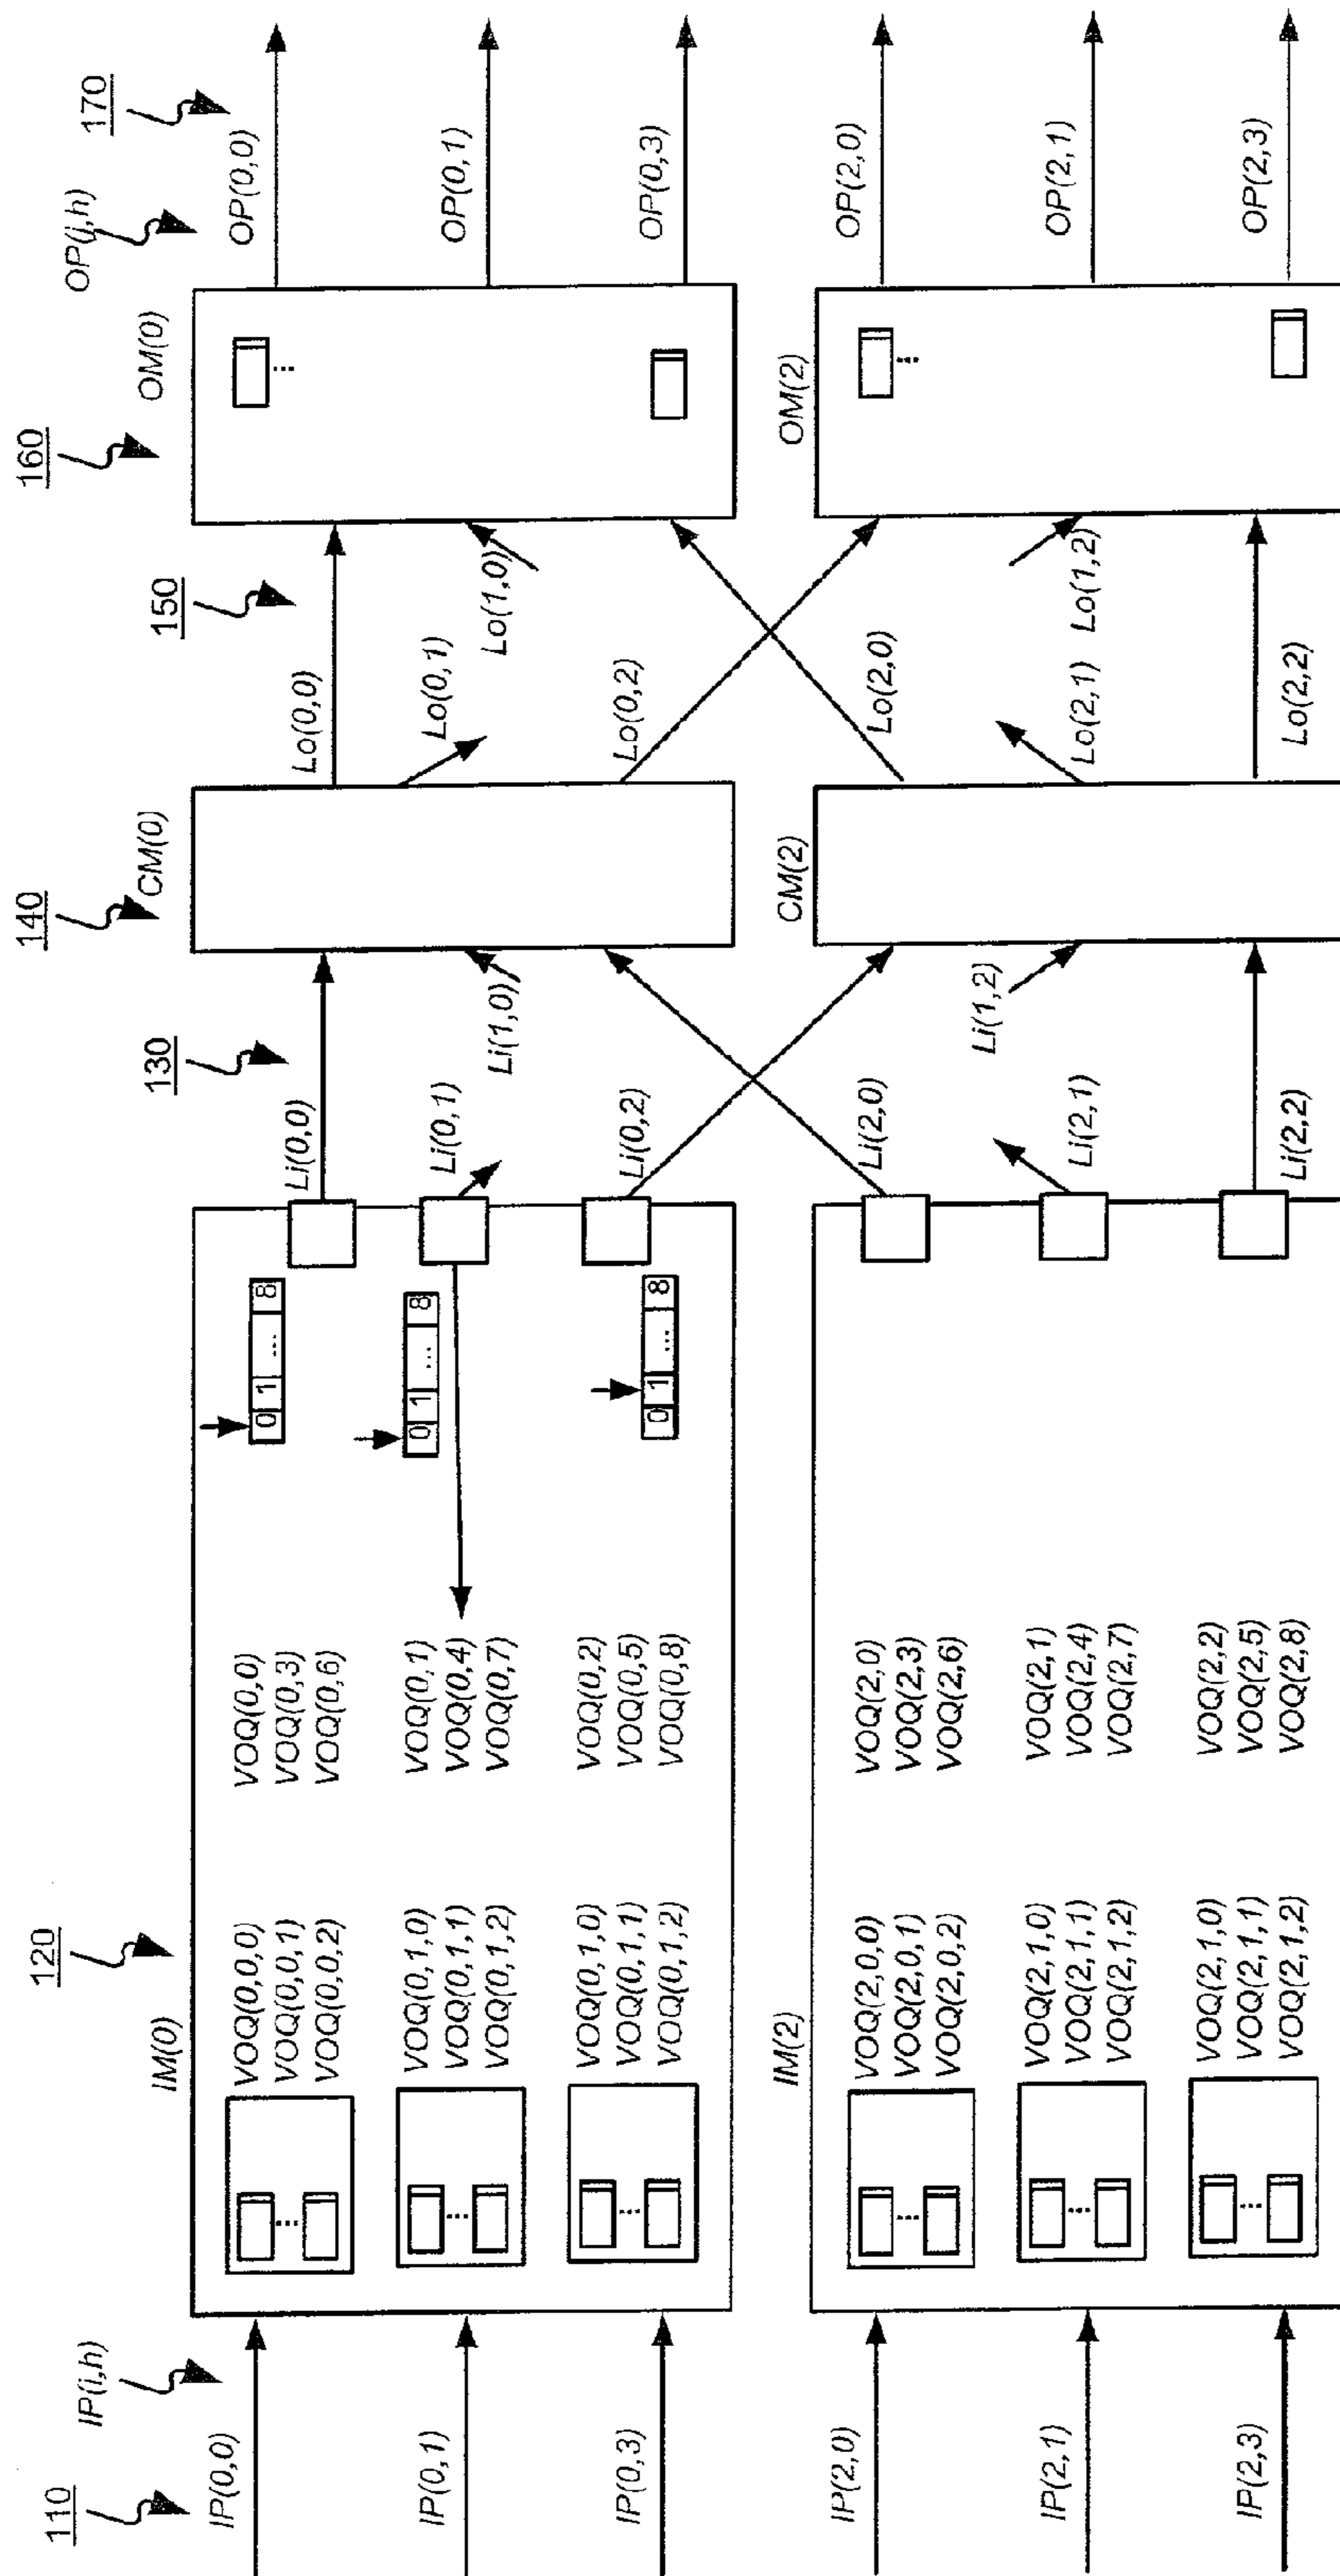 110
IP(i,h)
IP(0,0)
IP(0,1)
IP(0,3)
IP(2,0)
IP(2,1)
IP(2,3)
120
IM(0)
VOQ(0,0,0)
VOQ(0,0,1)
VOQ(0,0,2)
VOQ(0,1,0)
VOQ(0,1,1)
VOQ(0,1,2)
VOQ(0,1,0)
VOQ(0,1,1)
VOQ(0,1,2)
VOQ(0,0)
VOQ(0,3)
VOQ(0,6)
VOQ(0,1)
VOQ(0,4)
VOQ(0,7)
VOQ(0,2)
VOQ(0,5)
VOQ(0,8)
0 1 ... 8
0 1 ... 8
0 1 ... 8
IM(2)
VOQ(2,0,0)
VOQ(2,0,1)
VOQ(2,0,2)
VOQ(2,1,0)
VOQ(2,1,1)
VOQ(2,1,2)
VOQ(2,1,0)
VOQ(2,1,1)
VOQ(2,1,2)
VOQ(2,0)
VOQ(2,3)
VOQ(2,6)
VOQ(2,1)
VOQ(2,4)
VOQ(2,7)
VOQ(2,2)
VOQ(2,5)
VOQ(2,8)
130
Li(0,0)
Li(0,1)
Li(1,0)
Li(0,2)
Li(2,0)
Li(1,2)
Li(2,1)
Li(2,2)
140
CM(0)
CM(2)
150
Lo(0,0)
Lo(0,1)
Lo(1,0)
Lo(0,2)
Lo(2,0)
Lo(2,1)
Lo(1,2)
Lo(2,2)
160
OM(0)
OM(2)
170
OP(j,h)
OP(0,0)
OP(0,1)
OP(0,3)
OP(2,0)
OP(2,1)
OP(2,3)